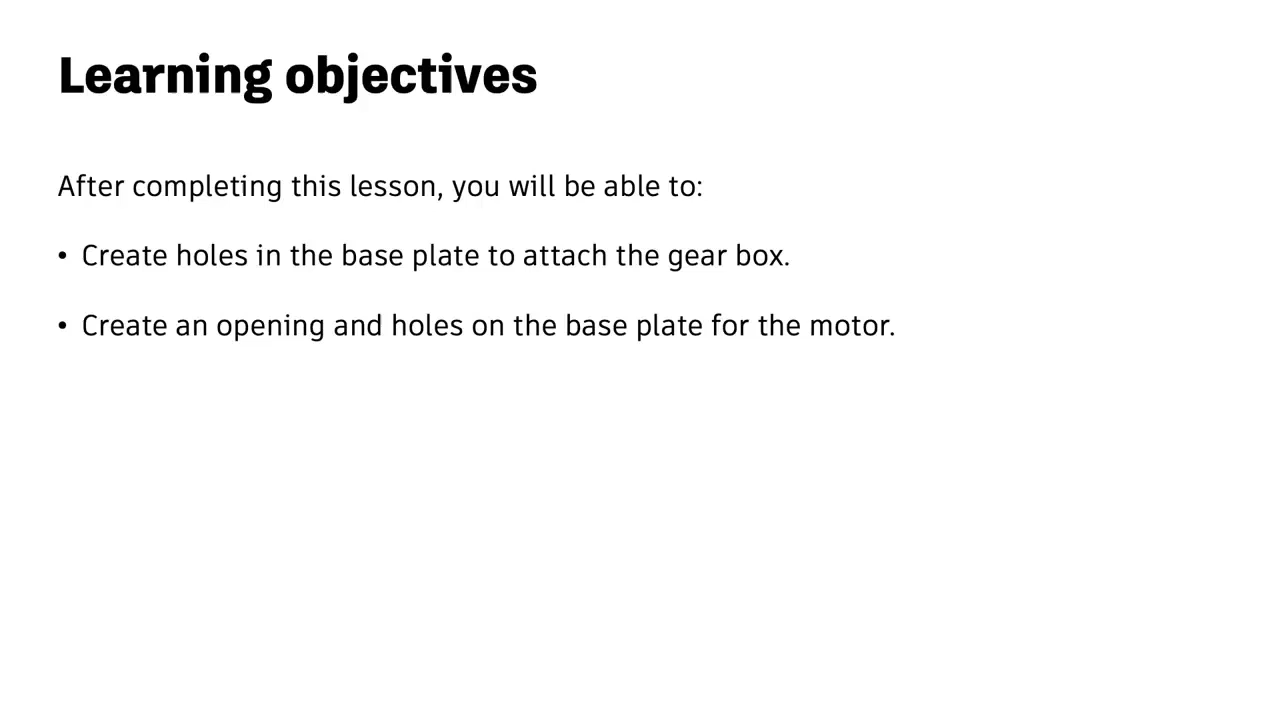 Learning objectives
After completing this lesson, you will be able to:
• Create holes in the base plate to attach the gear box.
• Create an opening and holes on the base plate for the motor.